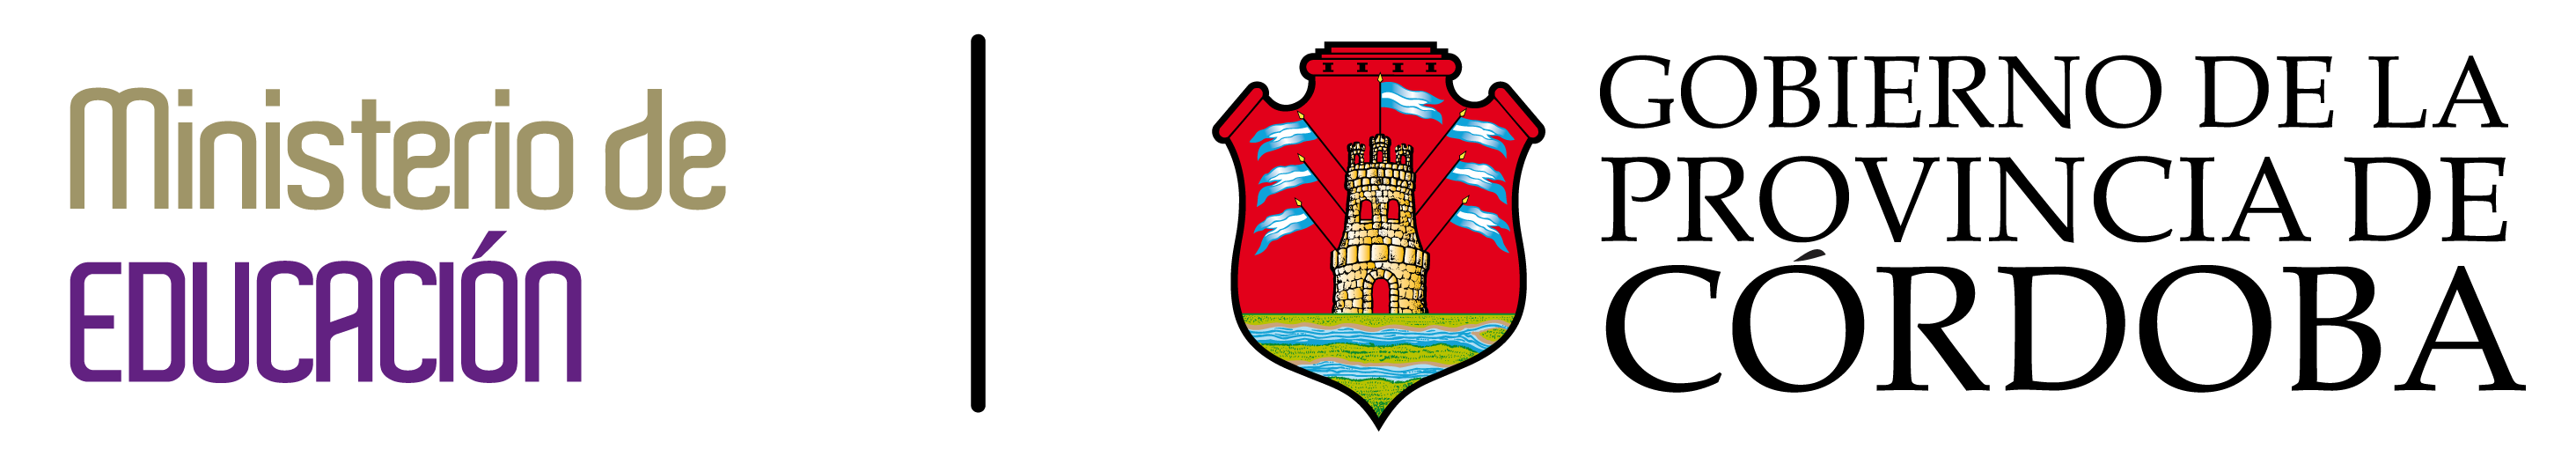 Ministerio de
EDUCACIÓN
GOBIERNO DE LA
PROVINCIA DE
CÓRDOBA